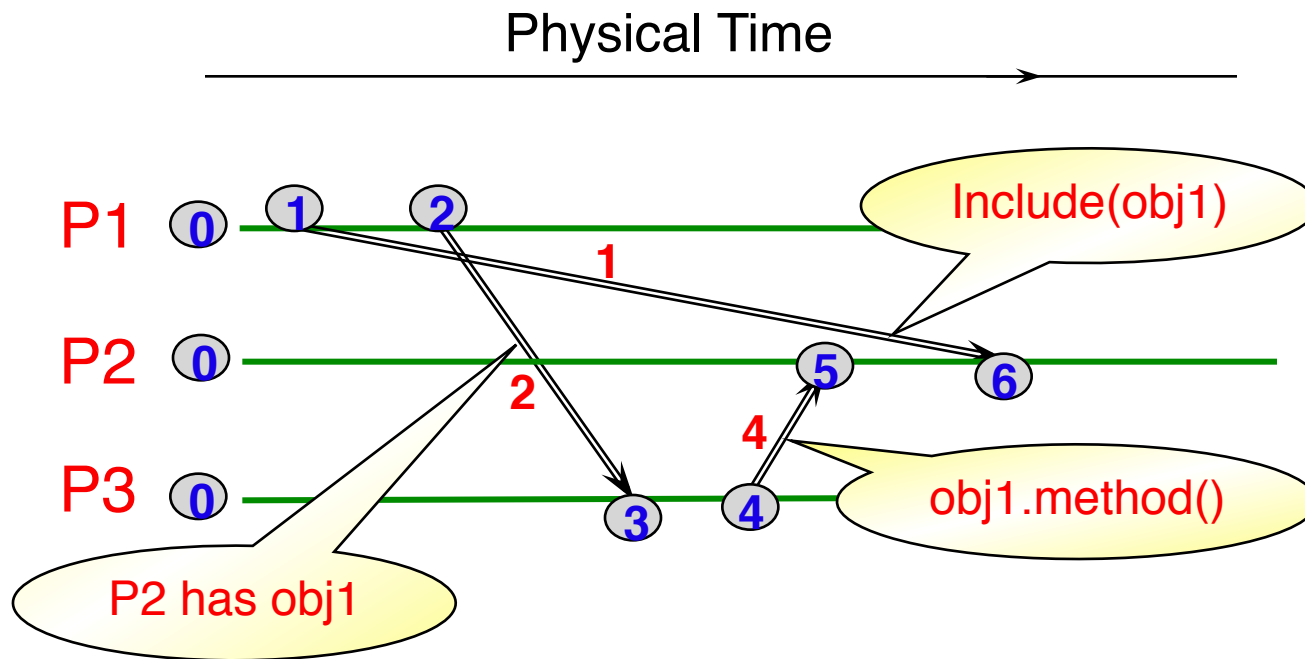 Physical Time
P1
0
1
2
Include(obj1)
1
P2
0
2
5
6
4
P3
0
3
4
obj1.method()
P2 has obj1